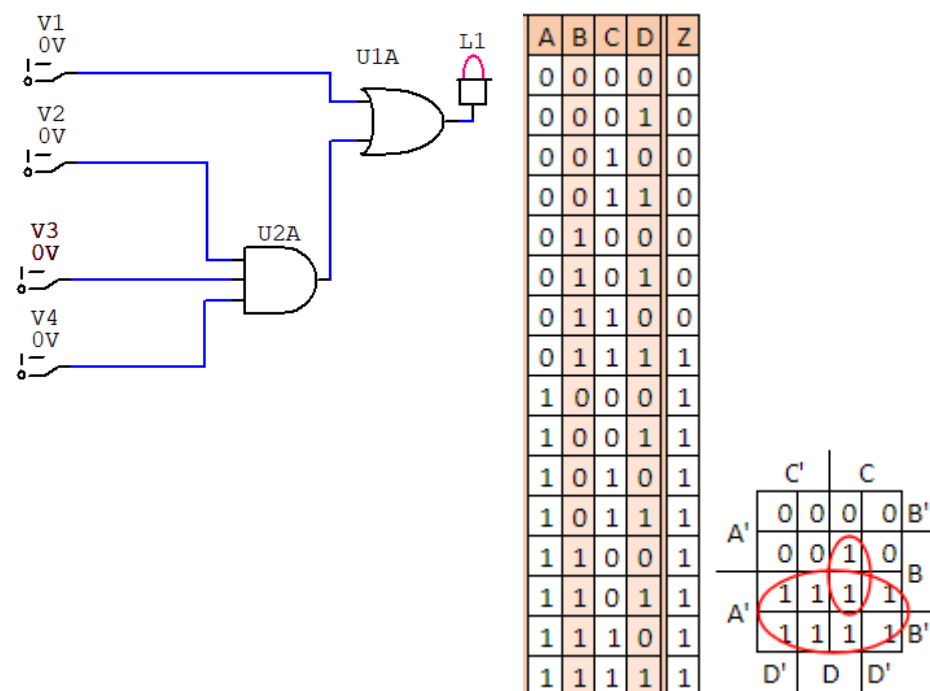 V1
0V
V2
0V
V3
0V
V4
0V
U1A
L1
U2A
A B C D Z
0 0 0 0 0
0 0 0 1 0
0 0 1 0 0
0 0 1 1 0
0 1 0 0 0
0 1 0 1 0
0 1 1 0 0
0 1 1 1 1
1 0 0 0 1
1 0 0 1 1
1 0 1 0 1
1 0 1 1 1
1 1 0 0 1
1 1 0 1 1
1 1 1 0 1
1 1 1 1 1
C' C
0 0 0 0 B'
A'
0 0 1 0
B
1 1 1 1
A'
1 1 1 1 B'
D' D D'